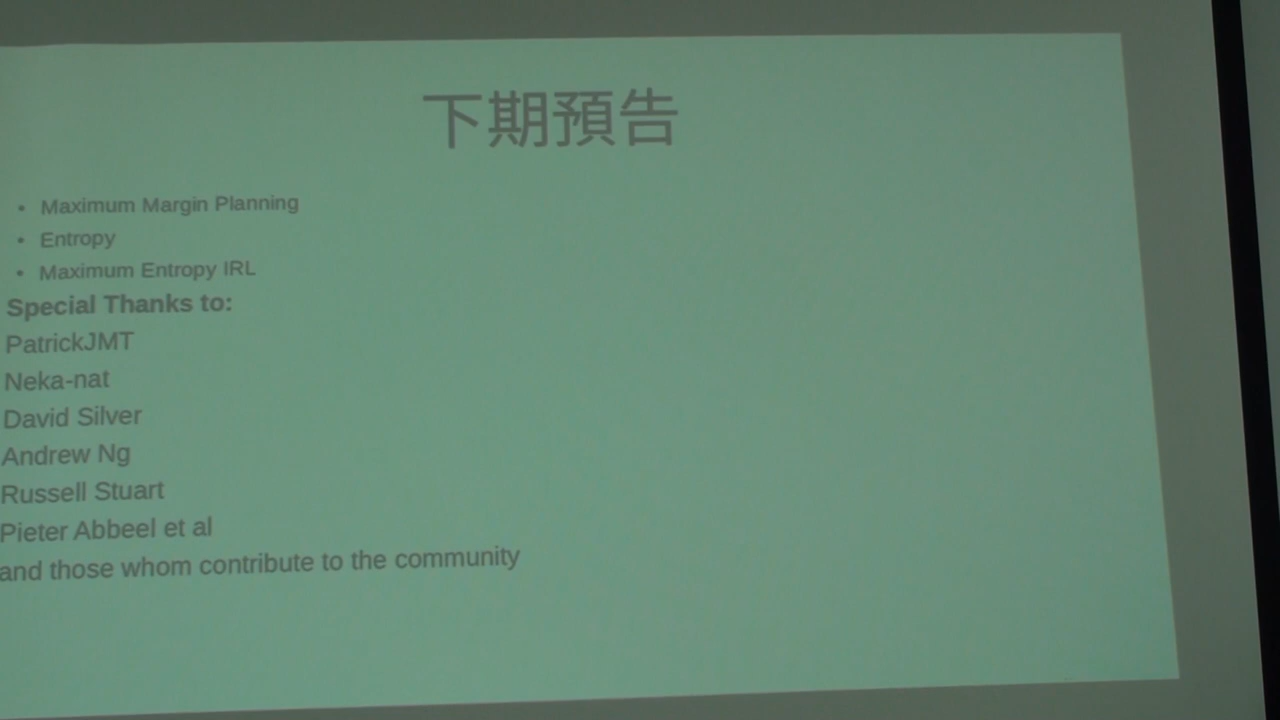 下期預告
• Maximum Margin Planning
• Entropy
• Maximum Entropy IRL
Special Thanks to:
PatrickJMT
Neka-nat
David Silver
Andrew Ng
Russell Stuart
Pieter Abbeel et al
and those whom contribute to the community